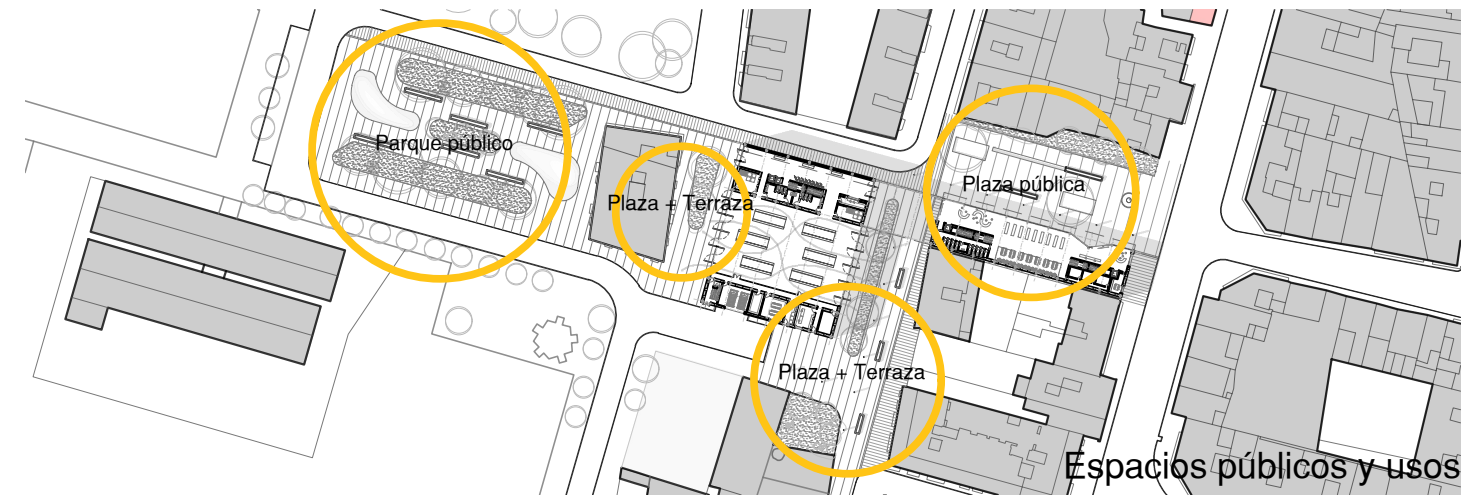 Parque público
Plaza + Terraza
Plaza pública
Plaza + Terraza
Espacios públicos y usos